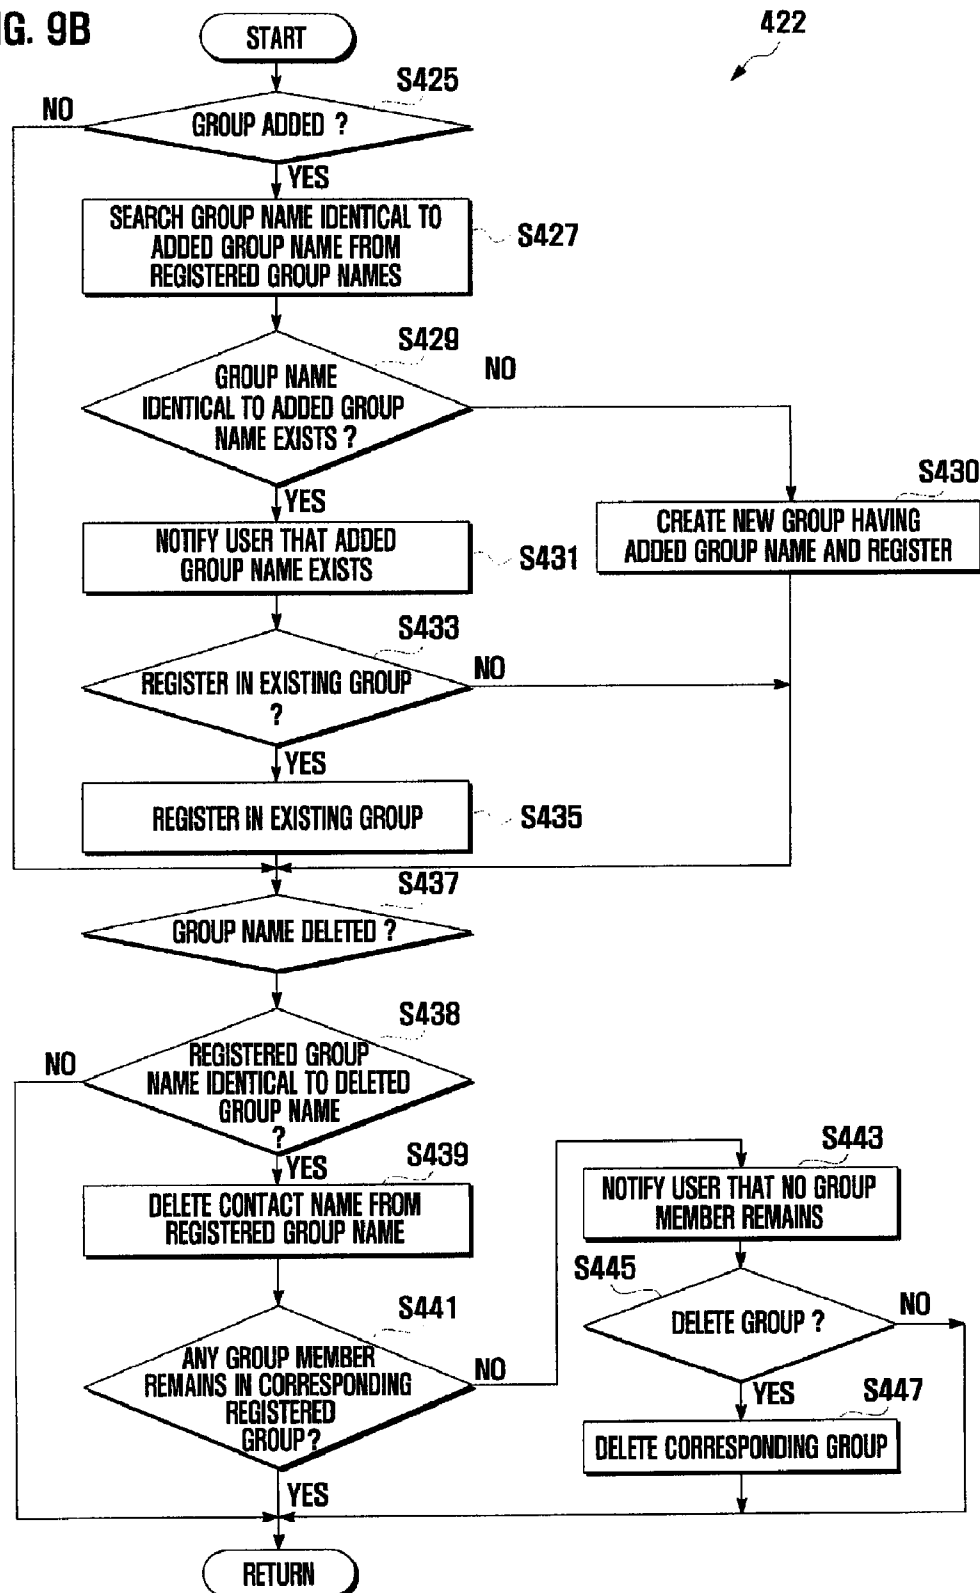 IG. 9B
422
START
S425
NO
GROUP ADDED ?
YES
SEARCH GROUP NAME IDENTICAL TO
ADDED GROUP NAME FROM
REGISTERED GROUP NAMES
S427
S429
NO
GROUP NAME
IDENTICAL TO ADDED GROUP
NAME EXISTS ?
YES
S430
CREATE NEW GROUP HAVING
ADDED GROUP NAME AND REGISTER
NOTIFY USER THAT ADDED
GROUP NAME EXISTS
S431
S433
NO
REGISTER IN EXISTING GROUP
?
YES
REGISTER IN EXISTING GROUP
S435
S437
GROUP NAME DELETED ?
S438
NO
REGISTERED GROUP
NAME IDENTICAL TO DELETED
GROUP NAME
?
YES
S439
DELETE CONTACT NAME FROM
REGISTERED GROUP NAME
S441
ANY GROUP MEMBER
REMAINS IN CORRESPONDING
REGISTERED
GROUP?
NO
YES
S443
NOTIFY USER THAT NO GROUP
MEMBER REMAINS
S445
DELETE GROUP ?
NO
YES
S447
DELETE CORRESPONDING GROUP
RETURN